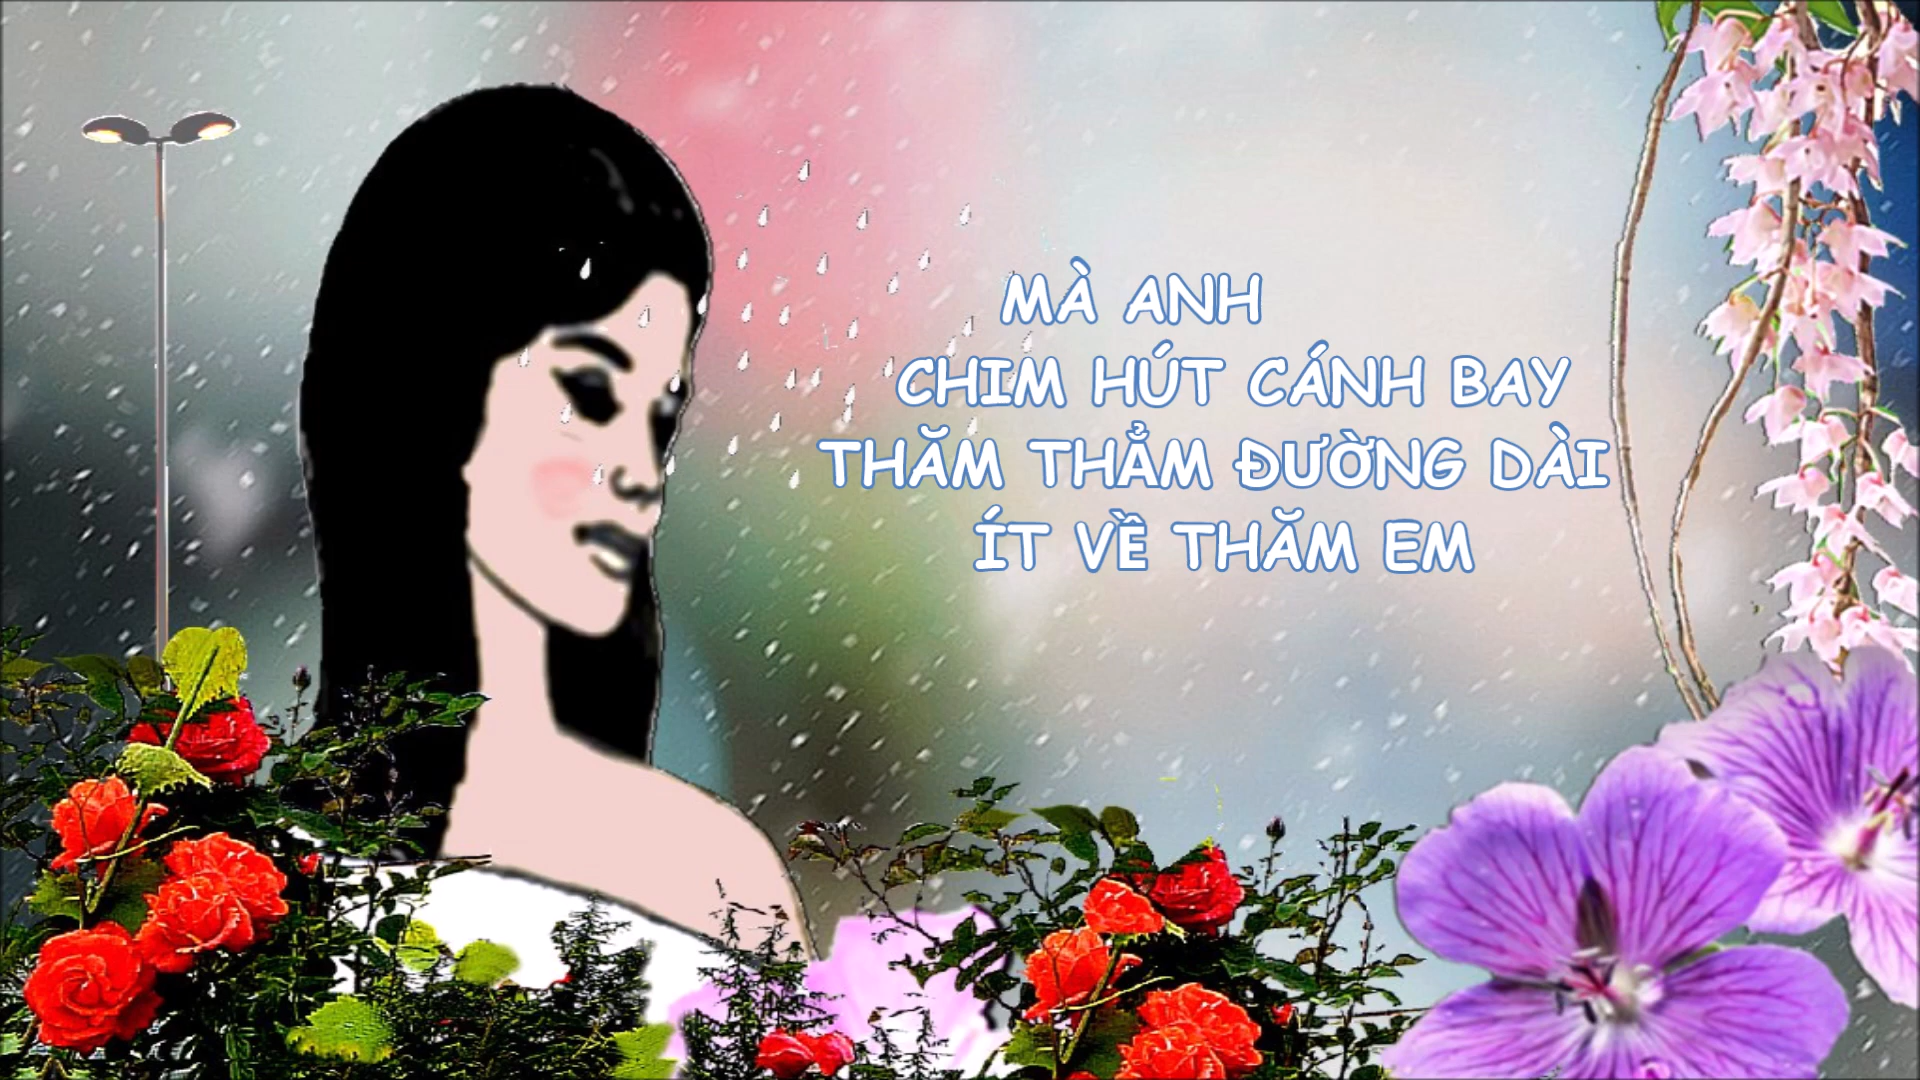 MÀ ANH
CHIM HÚT CÁNH BAY
THĂM THẲM ĐƯỜNG DÀI
ÍT VỀ THĂM EM